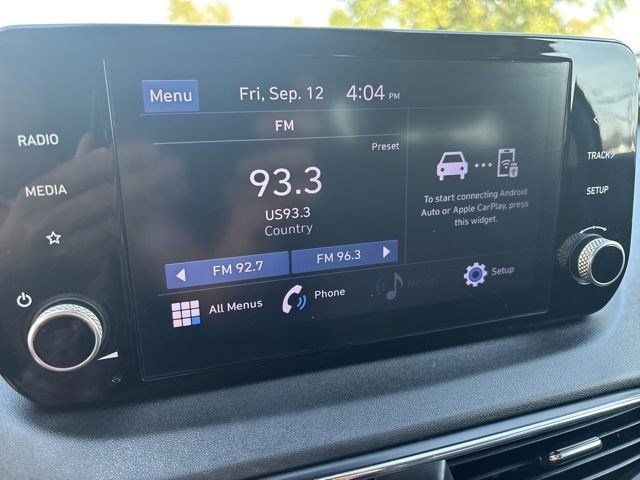 Menu
Fri, Sep. 12
4:04 PM
RADIO
MEDIA
FM
Preset
93.3
US93.3
Country
FM 92.7
FM 96.3
To start connecting Android
Auto or Apple CarPlay, press
this widget.
All Menus
Phone
Media
Setup
TRACK
SETUP